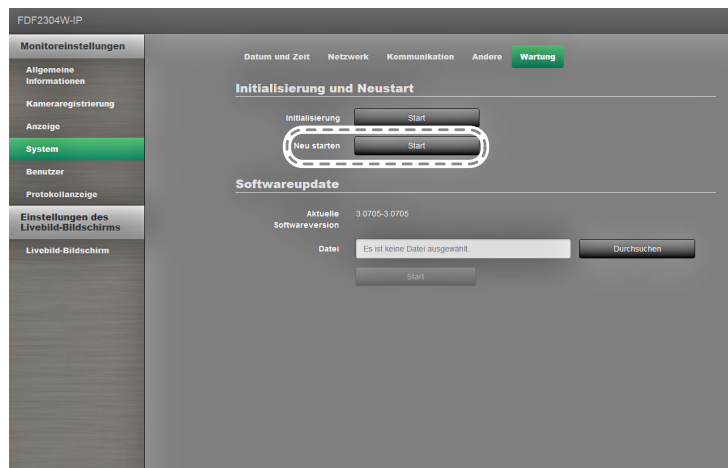 FDF2304W-IP
Monitoreinstellungen
Allgemeine
Informationen
Kameraregistrierung
Anzeige
System
Benutzer
Protokollanzeige
Einstellungen des
Livebild-Bildschirms
Livebild-Bildschirm
Datum und Zeit Netzwerk Kommunikation Andere Wartung
Initialisierung und Neustart
Initialisierung Start
Neu starten Start
Softwareupdate
Aktuelle
Softwareversion
3.0705-3.0705
Datei Es ist keine Datei ausgewählt. Durchsuchen
Start